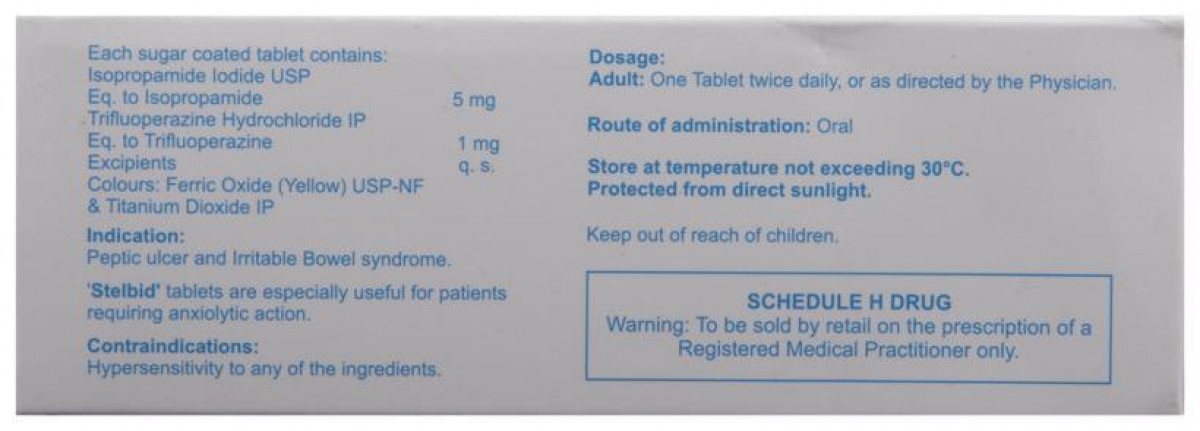 Each sugar coated tablet contains:
Isopropamide Iodide USP
Eq. to Isopropamide 5 mg
Trifluoperazine Hydrochloride IP
Eq. to Trifluoperazine 1 mg
Excipients q. s.
Colours: Ferric Oxide (Yellow) USP-NF
& Titanium Dioxide IP
Indication:
Peptic ulcer and Irritable Bowel syndrome.
'Stelbid' tablets are especially useful for patients
requiring anxiolytic action.
Contraindications:
Hypersensitivity to any of the ingredients.
Dosage:
Adult: One Tablet twice daily, or as directed by the Physician.
Route of administration: Oral
Store at temperature not exceeding 30°C.
Protected from direct sunlight.
Keep out of reach of children.
SCHEDULE H DRUG
Warning: To be sold by retail on the prescription of a
Registered Medical Practitioner only.